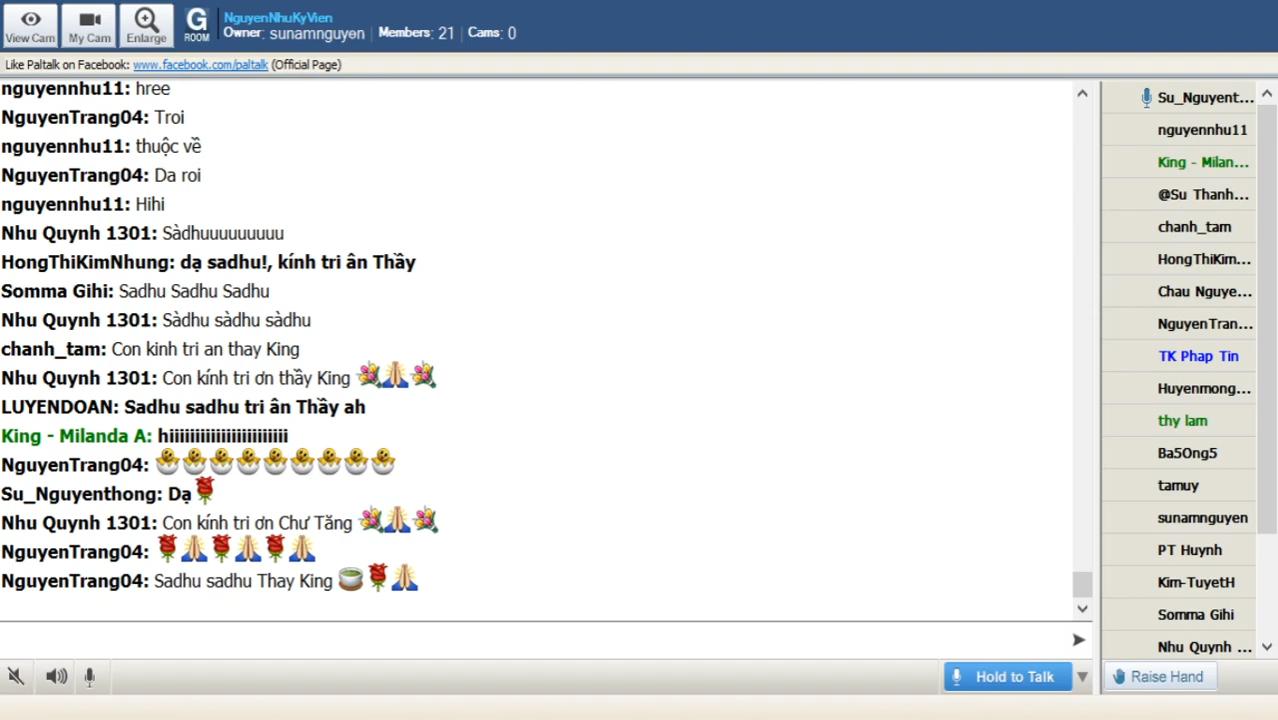 View Cam
My Cam
Enlarge
G
ROOM
NguyenNhuKyVien
Owner: sunamnguyen | Members: 21 | Cams: 0
Like Paltalk on Facebook: www.facebook.com/paltalk (Official Page)
nguyennhu11: hree
NguyenTrang04: Troi
nguyennhu11: thuộc về
NguyenTrang04: Da roi
nguyennhu11: Hihi
Nhu Quynh 1301: Sàdhuuuuuuuuu
HongThiKimNhung: dạ sadhu!, kính tri ân Thầy
Somma Gihi: Sadhu Sadhu Sadhu
Nhu Quynh 1301: Sàdhu sàdhu sàdhu
chanh_tam: Con kinh tri an thay King
Nhu Quynh 1301: Con kính tri ơn thầy King 💐🙏💐
LUYENDOAN: Sadhu sadhu tri ân Thầy ah
King - Milanda A: hiiiiiiiiiiiiiiiiiiiiiii
NguyenTrang04: 🐣🐣🐣🐣🐣🐣🐣🐣🐣
Su_Nguyenthong: Dạ🌹
Nhu Quynh 1301: Con kính tri ơn Chư Tăng 💐🙏💐
NguyenTrang04: 🌹🙏🌹🙏🌹🙏
NguyenTrang04: Sadhu sadhu Thay King 🍵🌹🙏
Su_Nguyent...
nguyennhu11
King - Milan...
@Su Thanh...
chanh_tam
HongThiKim...
Chau Nguye...
NguyenTran...
TK Phap Tin
Huyenmong...
thy lam
Ba5Ong5
tamuy
sunamnguyen
PT Huynh
Kim-TuyetH
Somma Gihi
Nhu Quynh ...
Hold to Talk
Raise Hand